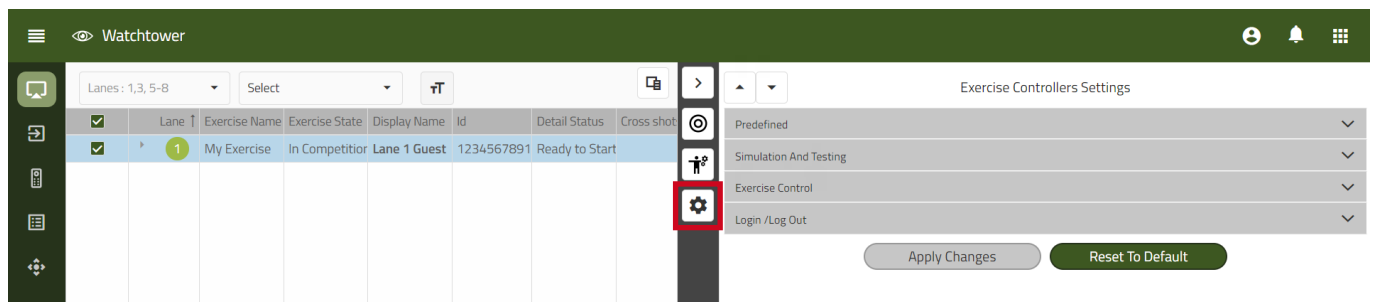 Watchtower
Lanes : 1,3, 5-8
Select
TT
Exercise Controllers Settings
Lane ↑ Exercise Name Exercise State Display Name Id Detail Status Cross shot
1 My Exercise In Competition Lane 1 Guest 1234567891 Ready to Start
Predefined
Simulation And Testing
Exercise Control
Login /Log Out
Apply Changes
Reset To Default